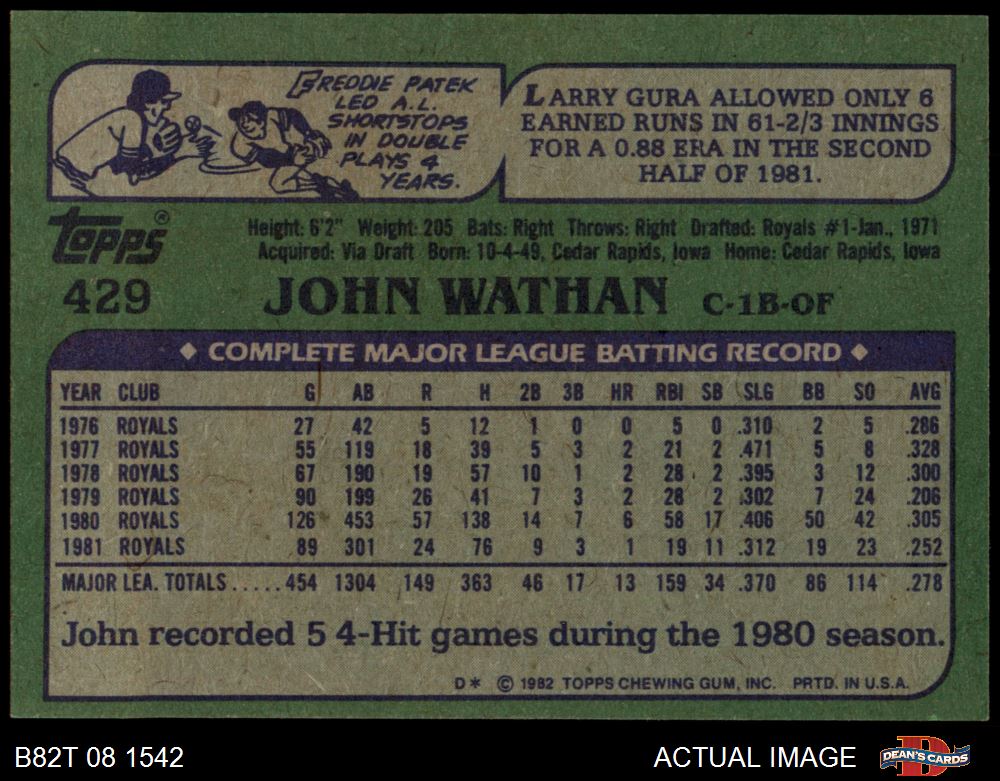 FREDDIE PATEK
LED A.L.
SHORTSTOPS
IN DOUBLE
PLAYS 4
YEARS.
LARRY GURA ALLOWED ONLY 6
EARNED RUNS IN 61-2/3 INNINGS
FOR A 0.88 ERA IN THE SECOND
HALF OF 1981.
Topps®
429
Height: 6'2" Weight: 205 Bats: Right Throws: Right Drafted: Royals #1-Jan., 1971
Acquired: Via Draft Born: 10-4-49, Cedar Rapids, Iowa Home: Cedar Rapids, Iowa
JOHN WATHAN C-1B-OF
◆ COMPLETE MAJOR LEAGUE BATTING RECORD ◆
YEAR CLUB G AB R H 2B 3B HR RBI SB SLG BB SO AVG
1976 ROYALS 27 42 5 12 1 0 0 5 0 .310 2 5 .286
1977 ROYALS 55 119 18 39 5 3 2 21 2 .471 5 8 .328
1978 ROYALS 67 190 19 57 10 1 2 28 2 .395 3 12 .300
1979 ROYALS 90 199 26 41 7 3 2 28 2 .302 7 24 .206
1980 ROYALS 126 453 57 138 14 7 6 58 17 .406 50 42 .305
1981 ROYALS 89 301 24 76 9 3 1 19 11 .312 19 23 .252
MAJOR LEA. TOTALS.....454 1304 149 363 46 17 13 159 34 .370 86 114 .278
John recorded 5 4-Hit games during the 1980 season.
D* © 1982 TOPPS CHEWING GUM, INC. PRTD. IN U.S.A.
B82T 08 1542
ACTUAL IMAGE
DEAN'S CARDS